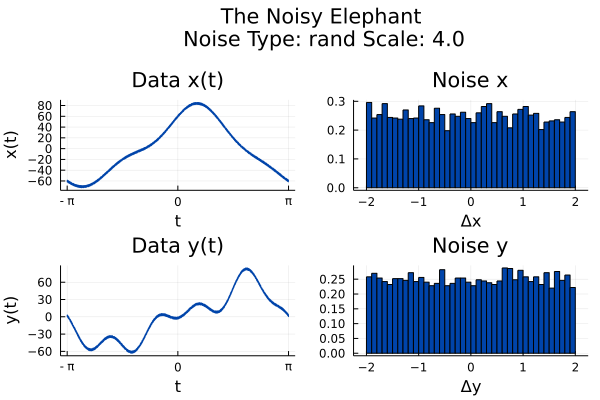 The Noisy Elephant
Noise Type: rand Scale: 4.0
Data x(t)
x(t)
80
60
40
20
0
−20
−40
−60
- π
0
π
t
Noise x
0.3
0.2
0.1
0.0
−2
−1
0
1
2
Δx
Data y(t)
y(t)
60
30
0
−30
−60
- π
0
π
t
Noise y
0.25
0.20
0.15
0.10
0.05
0.00
−2
−1
0
1
2
Δy